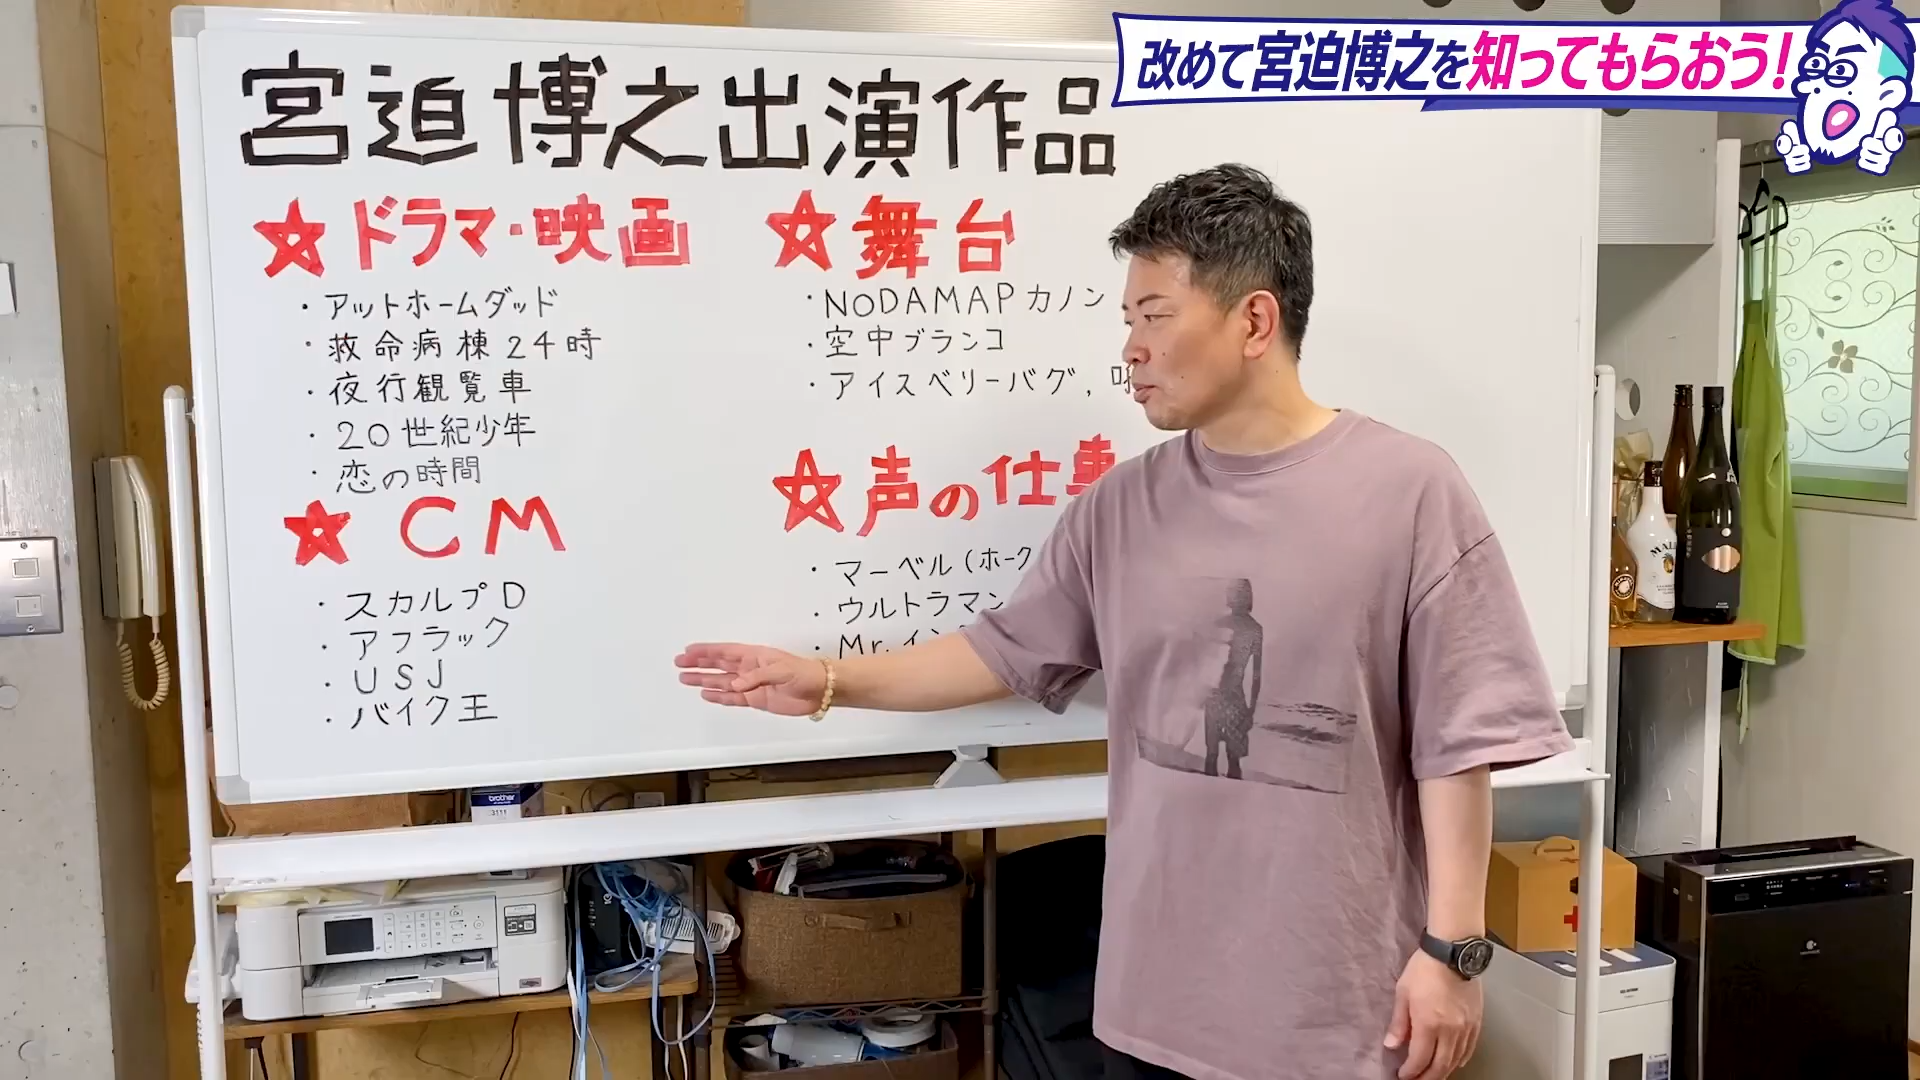 改めて宮迫博之を知ってもらおう!
宮迫博之出演作品
☆ドラマ・映画
・アットホームダッド
・救命病棟24時
・夜行観覧車
・20世紀少年
・恋の時間
☆CM
・スカルプD
・アフラック
・USJ
・バイク王
☆舞台
・NODAMAPカノン
・空中ブランコ
・アイスベリーバグ,
☆声の仕事
・マーベル(ホーク
・ウルトラマン
・Mr.イン
brother
3111
MALI